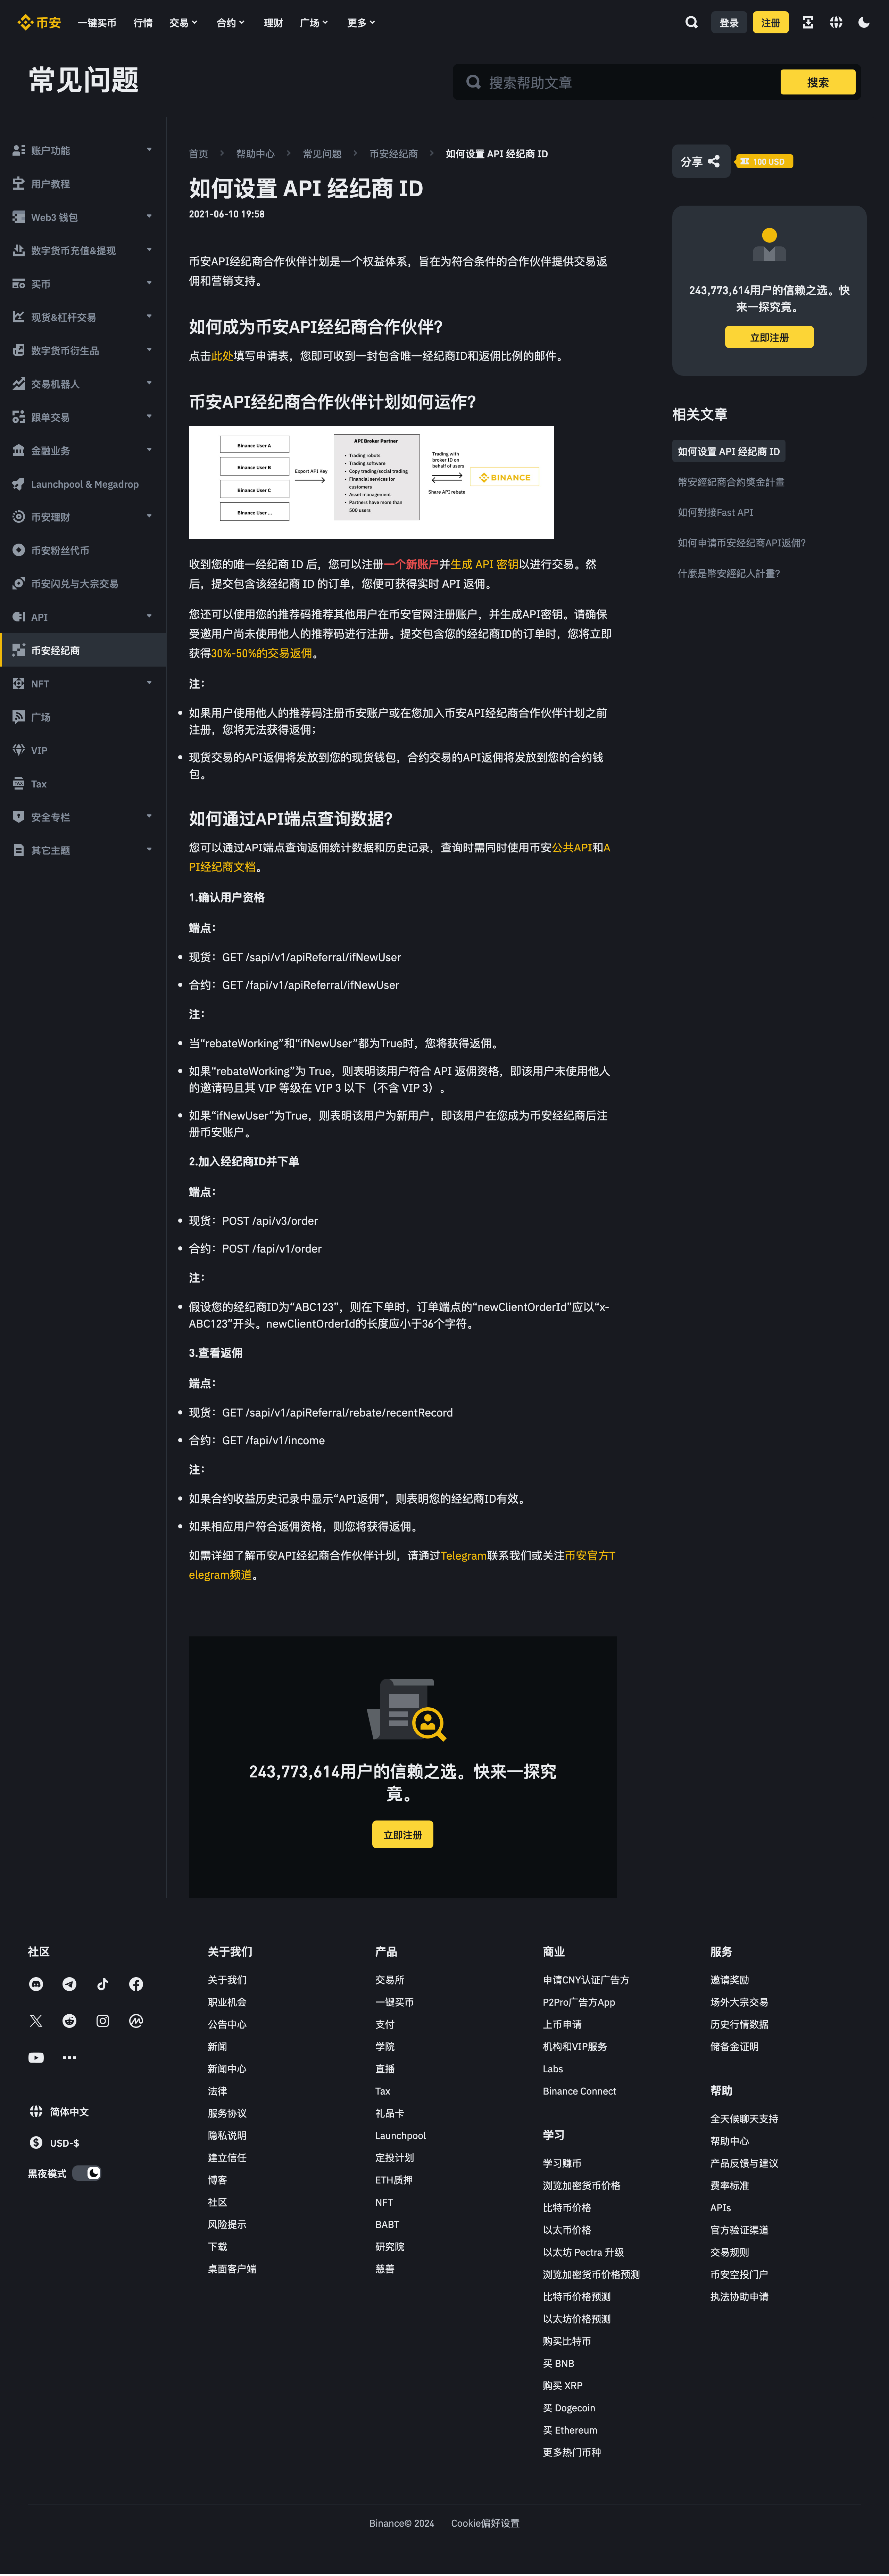 币安 一键买币 行情 交易 合约 理财 广场 更多 登录 注册
常见问题
搜索帮助文章 搜索
账户功能
用户教程
Web3 钱包
数字货币充值&提现
买币
现货&杠杆交易
数字货币衍生品
交易机器人
跟单交易
金融业务
Launchpool & Megadrop
币安理财
币安粉丝代币
币安闪兑与大宗交易
API
币安经纪商
NFT
广场
VIP
Tax
安全专栏
其它主题
首页 帮助中心 常见问题 币安经纪商 如何设置 API 经纪商 ID
如何设置 API 经纪商 ID
2021-06-10 19:58
币安API经纪商合作伙伴计划是一个权益体系，旨在为符合条件的合作伙伴提供交易返
佣和营销支持。
如何成为币安API经纪商合作伙伴？
点击此处填写申请表，您即可收到一封包含唯一经纪商ID和返佣比例的邮件。
币安API经纪商合作伙伴计划如何运作？
Binance User A
Binance User B
Binance User C
Binance User ...
Export API Key
API Broker Partner
• Trading robots
• Trading software
• Copy trading/social trading
• Financial services for
customers
• Asset management
• Partners have more than
500 users
Trading with
broker ID on
behalf of users
Share API rebate
BINANCE
收到您的唯一经纪商 ID 后，您可以注册一个新账户并生成 API 密钥以进行交易。然
后，提交包含该经纪商 ID 的订单，您便可获得实时 API 返佣。
您还可以使用您的推荐码推荐其他用户在币安官网注册账户，并生成API密钥。请确保
受邀用户尚未使用他人的推荐码进行注册。提交包含您的经纪商ID的订单时，您将立即
获得30%-50%的交易返佣。
注：
如果用户使用他人的推荐码注册币安账户或在您加入币安API经纪商合作伙伴计划之前
注册，您将无法获得返佣；
现货交易的API返佣将发放到您的现货钱包，合约交易的API返佣将发放到您的合约钱
包。
如何通过API端点查询数据？
您可以通过API端点查询返佣统计数据和历史记录，查询时需同时使用币安公共API和A
PI经纪商文档。
1.确认用户资格
端点：
现货：GET /sapi/v1/apiReferral/ifNewUser
合约：GET /fapi/v1/apiReferral/ifNewUser
注：
当“rebateWorking”和“ifNewUser”都为True时，您将获得返佣。
如果“rebateWorking”为 True，则表明该用户符合 API 返佣资格，即该用户未使用他人
的邀请码且其 VIP 等级在 VIP 3 以下（不含 VIP 3）。
如果“ifNewUser”为True，则表明该用户为新用户，即该用户在您成为币安经纪商后注
册币安账户。
2.加入经纪商ID并下单
端点：
现货：POST /api/v3/order
合约：POST /fapi/v1/order
注：
假设您的经纪商ID为“ABC123”，则在下单时，订单端点的“newClientOrderId”应以“x-
ABC123”开头。newClientOrderId的长度应小于36个字符。
3.查看返佣
端点：
现货：GET /sapi/v1/apiReferral/rebate/recentRecord
合约：GET /fapi/v1/income
注：
如果合约收益历史记录中显示“API返佣”，则表明您的经纪商ID有效。
如果相应用户符合返佣资格，则您将获得返佣。
如需详细了解币安API经纪商合作伙伴计划，请通过Telegram联系我们或关注币安官方T
elegram频道。
243,773,614用户的信赖之选。快来一探究
竟。
立即注册
分享 100 USD
243,773,614用户的信赖之选。快
来一探究竟。
立即注册
相关文章
如何设置 API 经纪商 ID
幣安經紀商合約獎金計畫
如何對接Fast API
如何申请币安经纪商API返佣？
什麼是幣安經紀人計畫？
社区
简体中文
USD-$
黑夜模式
关于我们
关于我们
职业机会
公告中心
新闻
新闻中心
法律
服务协议
隐私说明
建立信任
博客
社区
风险提示
下载
桌面客户端
产品
交易所
一键买币
支付
学院
直播
Tax
礼品卡
Launchpool
定投计划
ETH质押
NFT
BABT
研究院
慈善
商业
申请CNY认证广告方
P2Pro广告方App
上币申请
机构和VIP服务
Labs
Binance Connect
学习
学习赚币
浏览加密货币价格
比特币价格
以太币价格
以太坊 Pectra 升级
浏览加密货币价格预测
比特币价格预测
以太坊价格预测
购买比特币
买 BNB
购买 XRP
买 Dogecoin
买 Ethereum
更多热门币种
服务
邀请奖励
场外大宗交易
历史行情数据
储备金证明
帮助
全天候聊天支持
帮助中心
产品反馈与建议
费率标准
APIs
官方验证渠道
交易规则
币安空投门户
执法协助申请
Binance© 2024 Cookie偏好设置